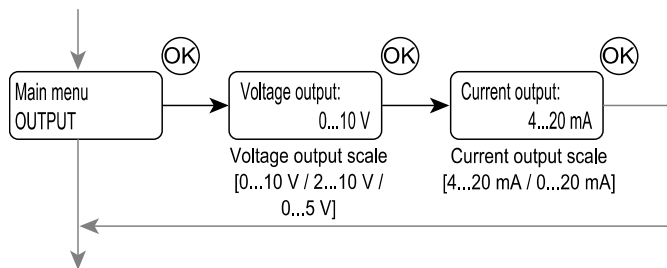 OK
OK
OK
Main menu
OUTPUT
Voltage output:
0...10 V
Current output:
4...20 mA
Voltage output scale
[0...10 V / 2...10 V /
0...5 V]
Current output scale
[4...20 mA / 0...20 mA]